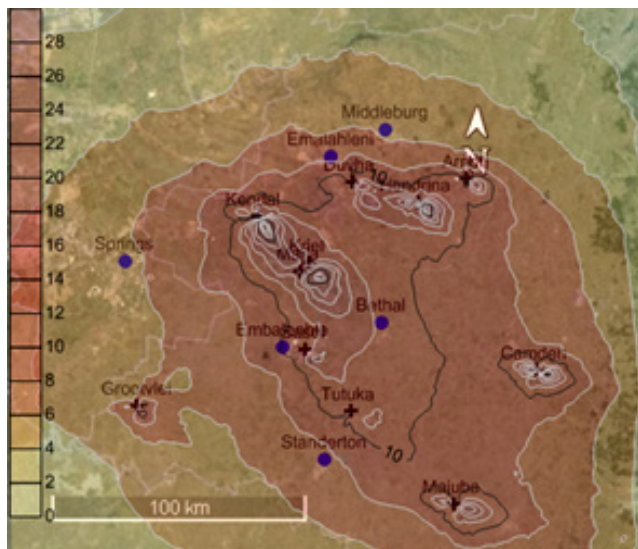 28
26
24
22
20
18
16
14
12
10
8
6
4
2
0
Middleburg
Emalahleni
Duvha
10
Hendrina
Arnot
N
Kendal
Springs
Kriel
Bethal
Grootvlei
Camden
Tutuka
10
Standerton
Majuba
100 km